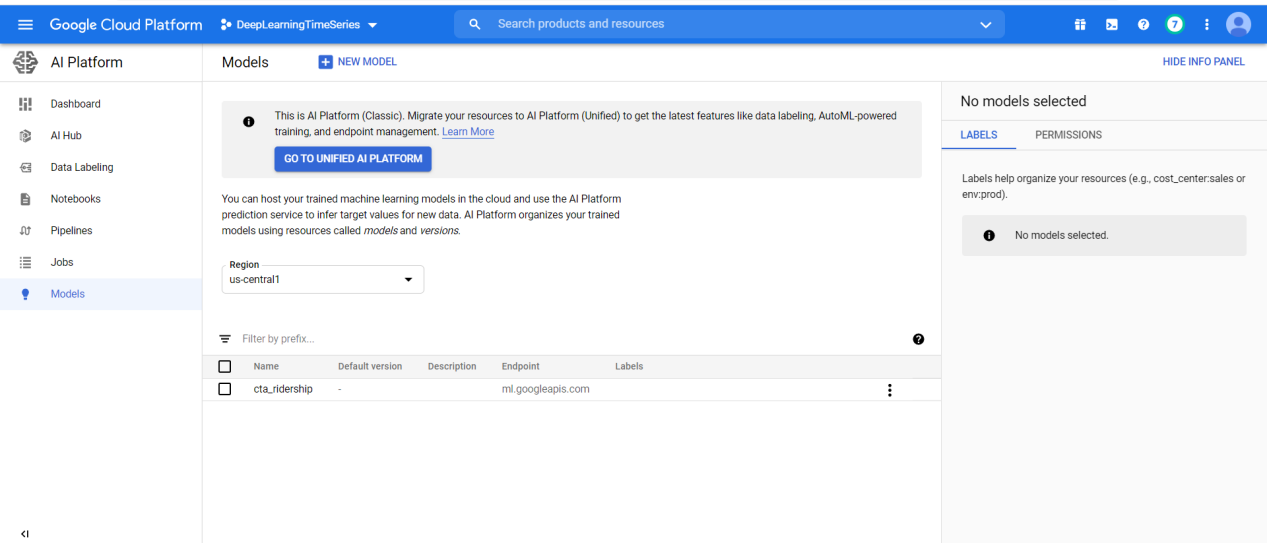 Google Cloud Platform
DeepLearningTimeSeries
Search products and resources
7
AI Platform
Models
NEW MODEL
HIDE INFO PANEL
Dashboard
AI Hub
Data Labeling
Notebooks
Pipelines
Jobs
Models
This is AI Platform (Classic). Migrate your resources to AI Platform (Unified) to get the latest features like data labeling, AutoML-powered
training, and endpoint management. Learn More
GO TO UNIFIED AI PLATFORM
You can host your trained machine learning models in the cloud and use the AI Platform
prediction service to infer target values for new data. AI Platform organizes your trained
models using resources called models and versions.
Region
us-central1
Filter by prefix...
Name Default version Description Endpoint Labels
cta_ridership - ml.googleapis.com
No models selected
LABELS PERMISSIONS
Labels help organize your resources (e.g., cost_center:sales or
env:prod).
No models selected.